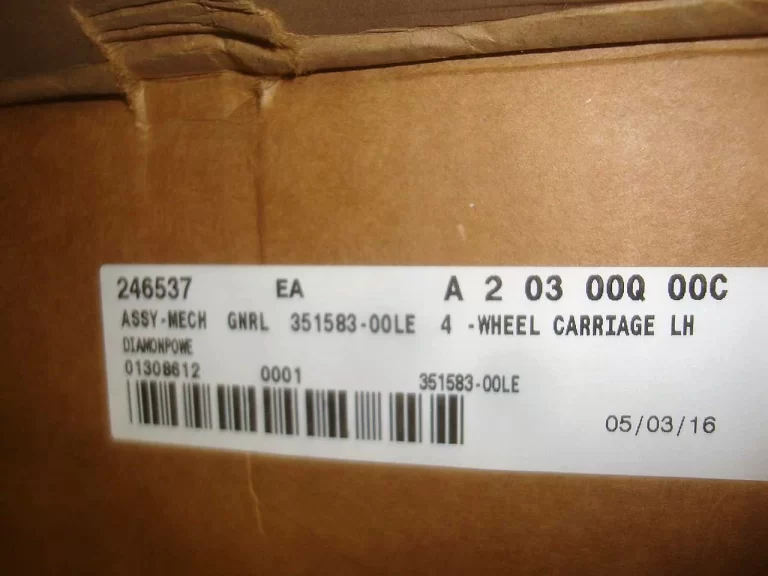 246537 EA A 2 03 00Q 00C
ASSY-MECH GNRL 351583-00LE 4 -WHEEL CARRIAGE LH
DIAMONPOWE
01308612 0001 351583-00LE
05/03/16